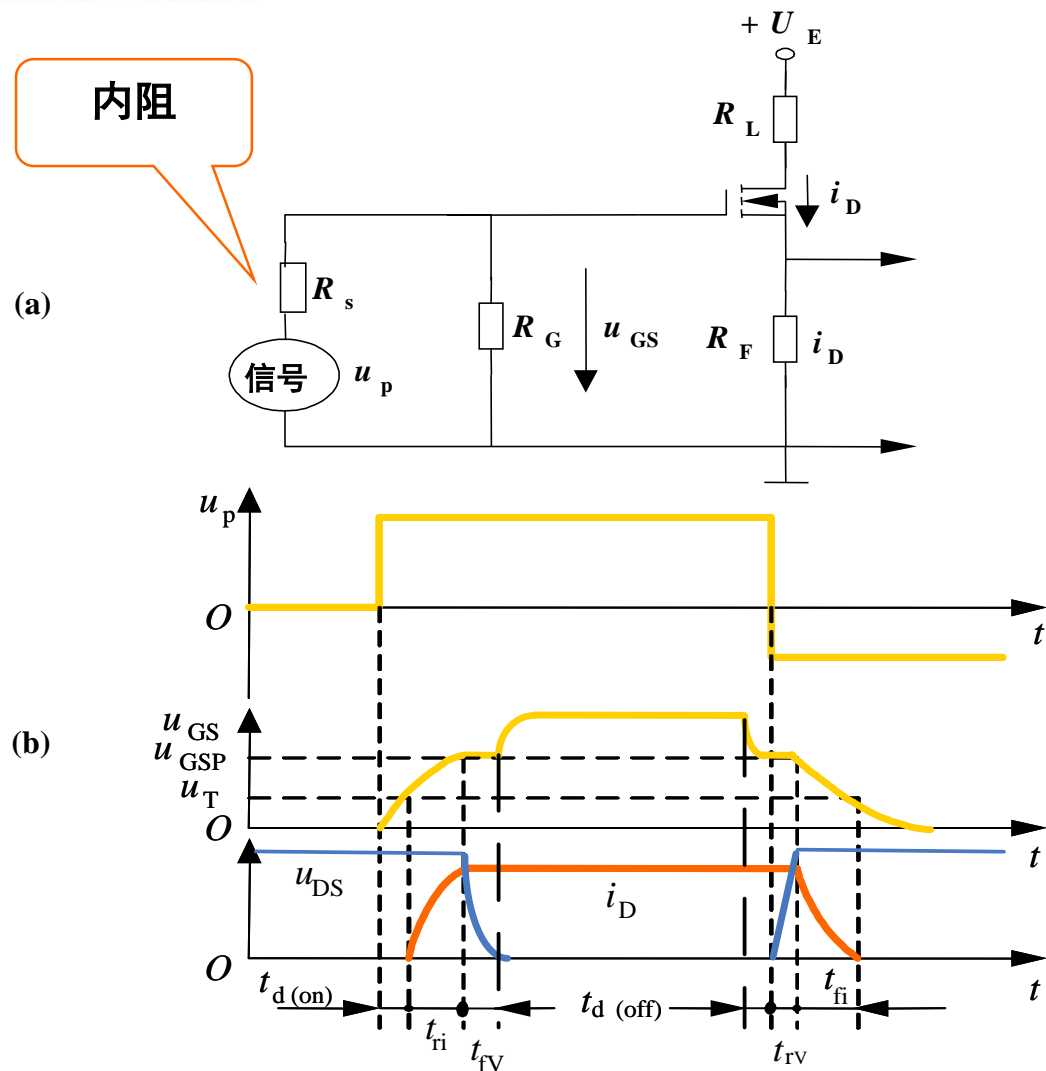 + U E
内阻
R L
i D
R s
(a)
R G
u GS
R F
i D
信号
u p
u p
O
t
u GS
(b)
u GSP
u T
O
t
u DS
i D
O
t d (on)
t d (off)
t fi
t
t ri
t fV
t rV